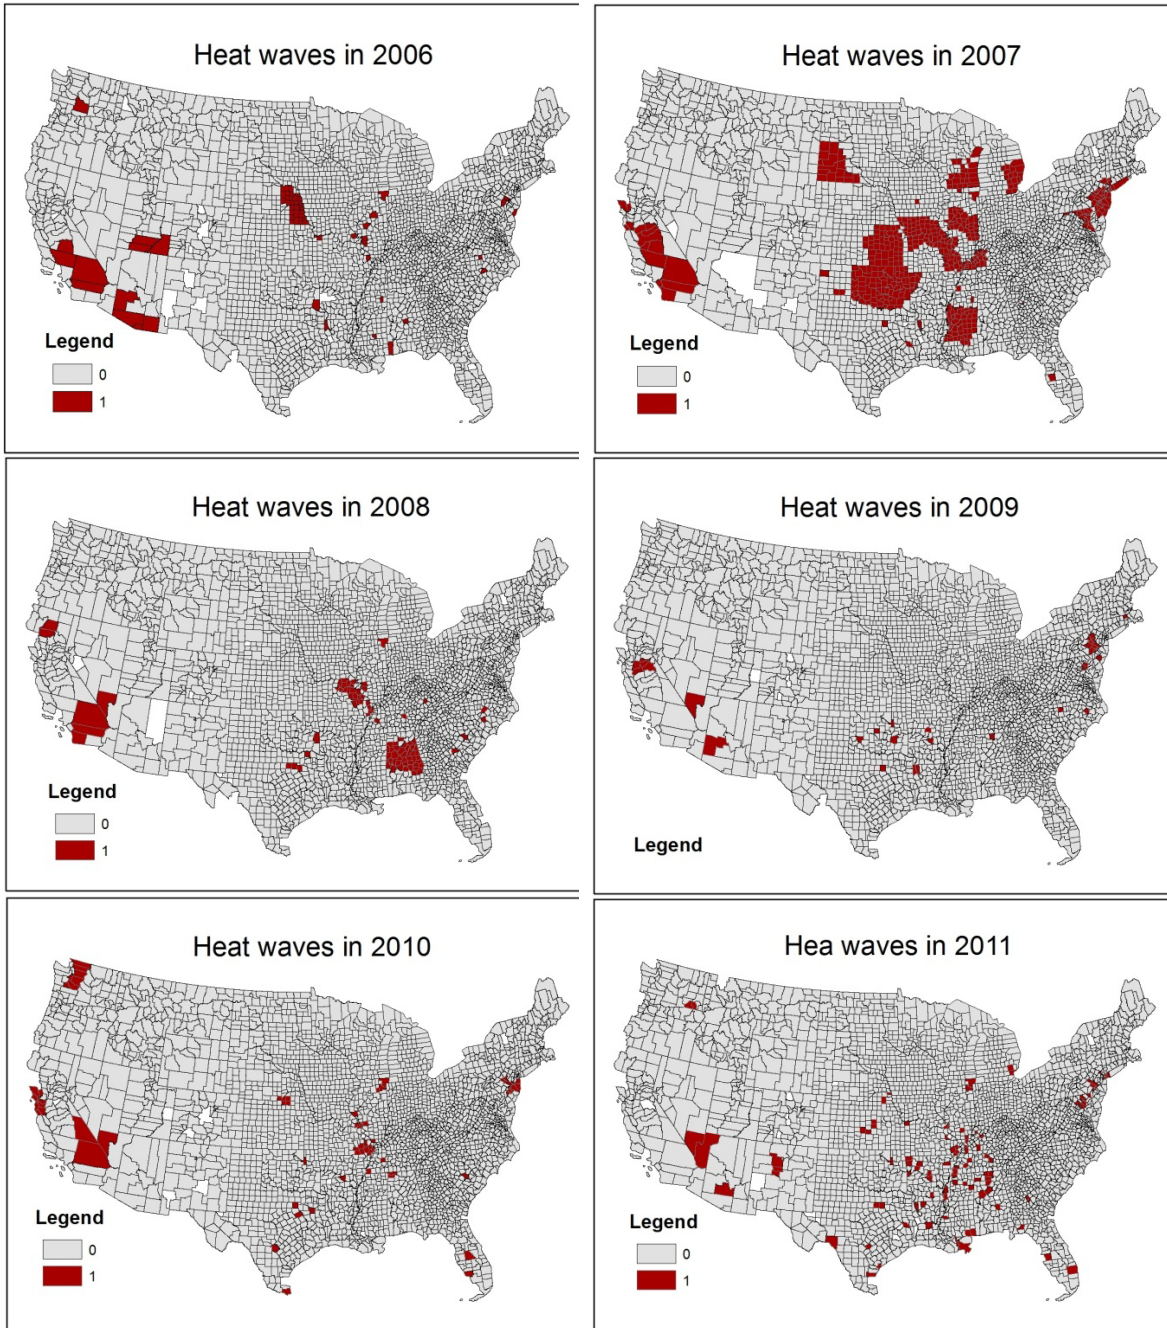 Heat waves in 2006
Legend
0
1
Heat waves in 2007
Legend
0
1
Heat waves in 2008
Legend
0
1
Heat waves in 2009
Legend
Heat waves in 2010
Legend
0
1
Hea waves in 2011
Legend
0
1